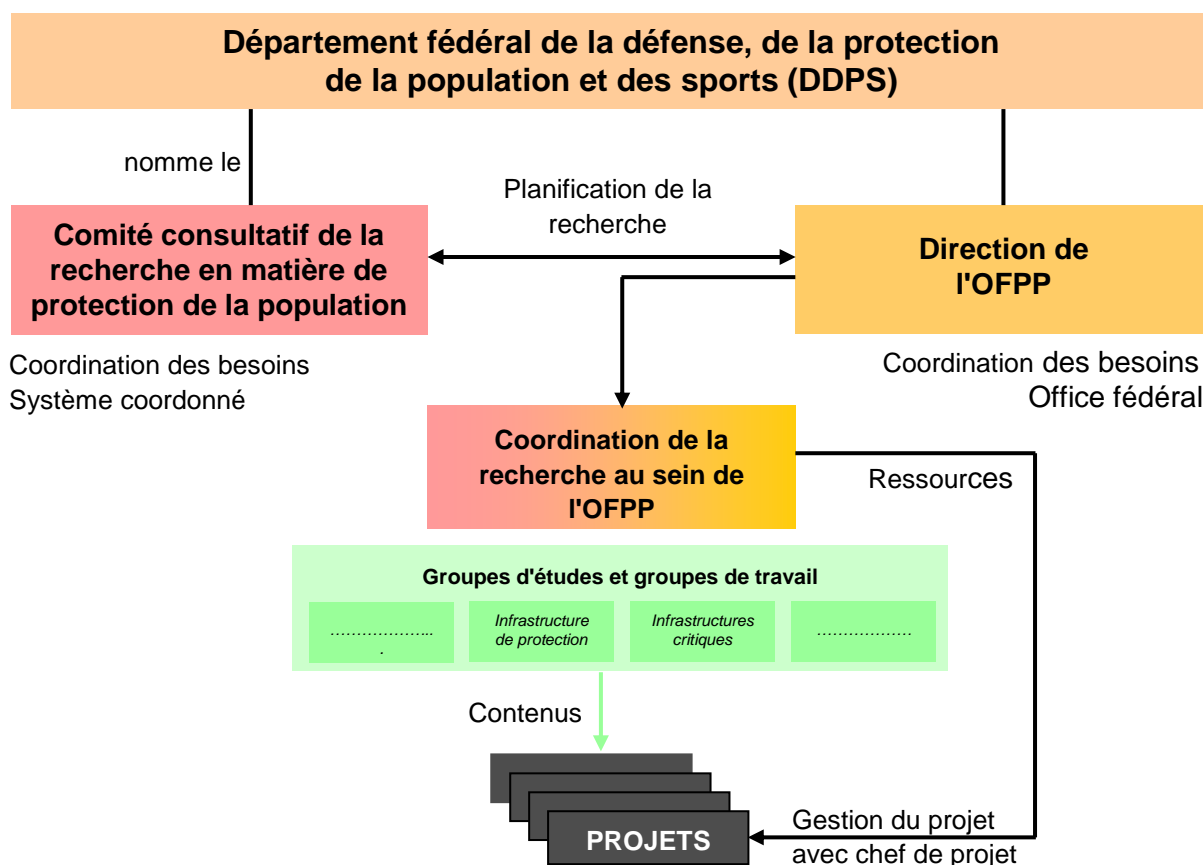 Département fédéral de la défense, de la protection
de la population et des sports (DDPS)
nomme le
Planification de la
recherche
Comité consultatif de la
recherche en matière de
protection de la population
Direction de
l'OFPP
Coordination des besoins
Système coordonné
Coordination des besoins
Office fédéral
Coordination de la
recherche au sein de
l'OFPP
Ressources
Groupes d'études et groupes de travail
………………..
.
Infrastructure
de protection
Infrastructures
critiques
………………
Contenus
PROJETS
Gestion du projet
avec chef de projet